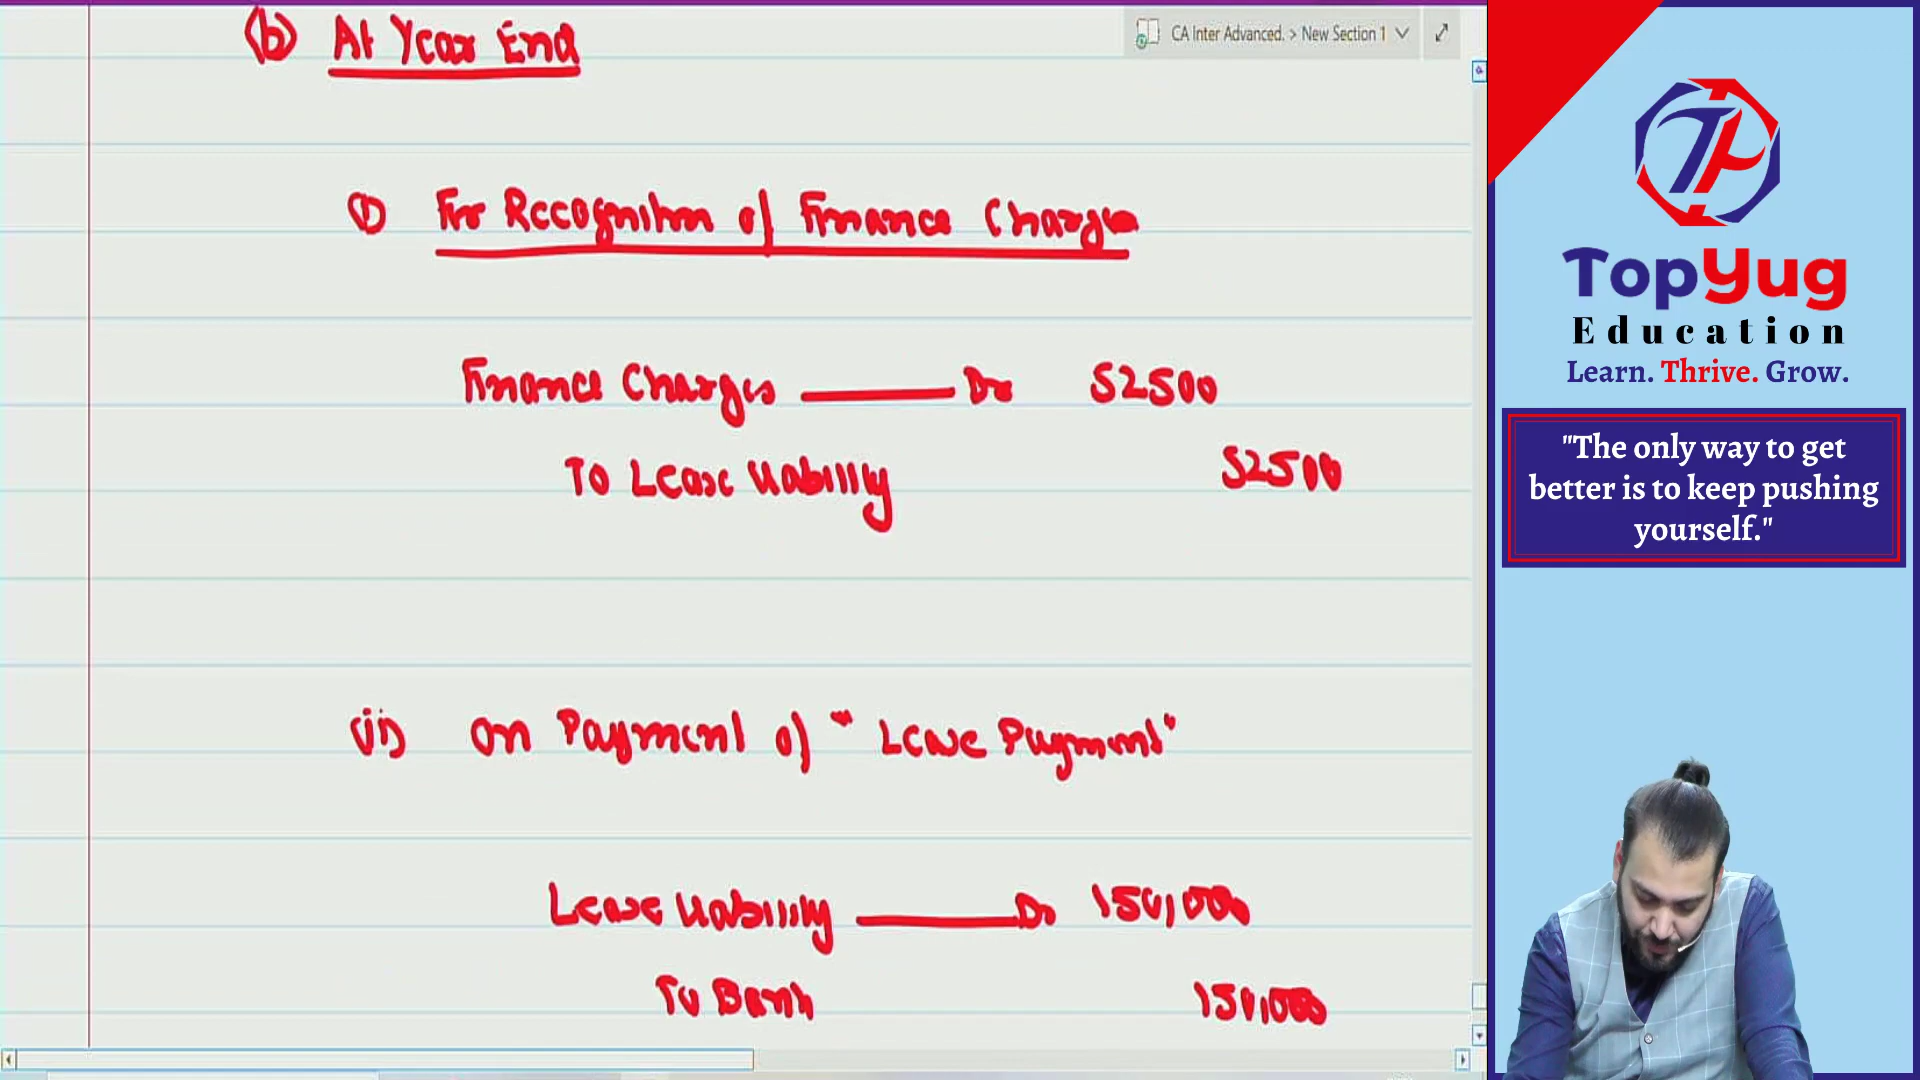 (b) At Year End
CA Inter Advanced. > New Section 1
(i) For Recognition of Finance Charges
Finance Charges ——— Dr 52500
To Lease Liability 52500
(ii) On Payment of "Lease Payment"
Lease Liability ——— Dr 150,000
To Bank 150,000
TopYug
Education
Learn. Thrive. Grow.
"The only way to get
better is to keep pushing
yourself."